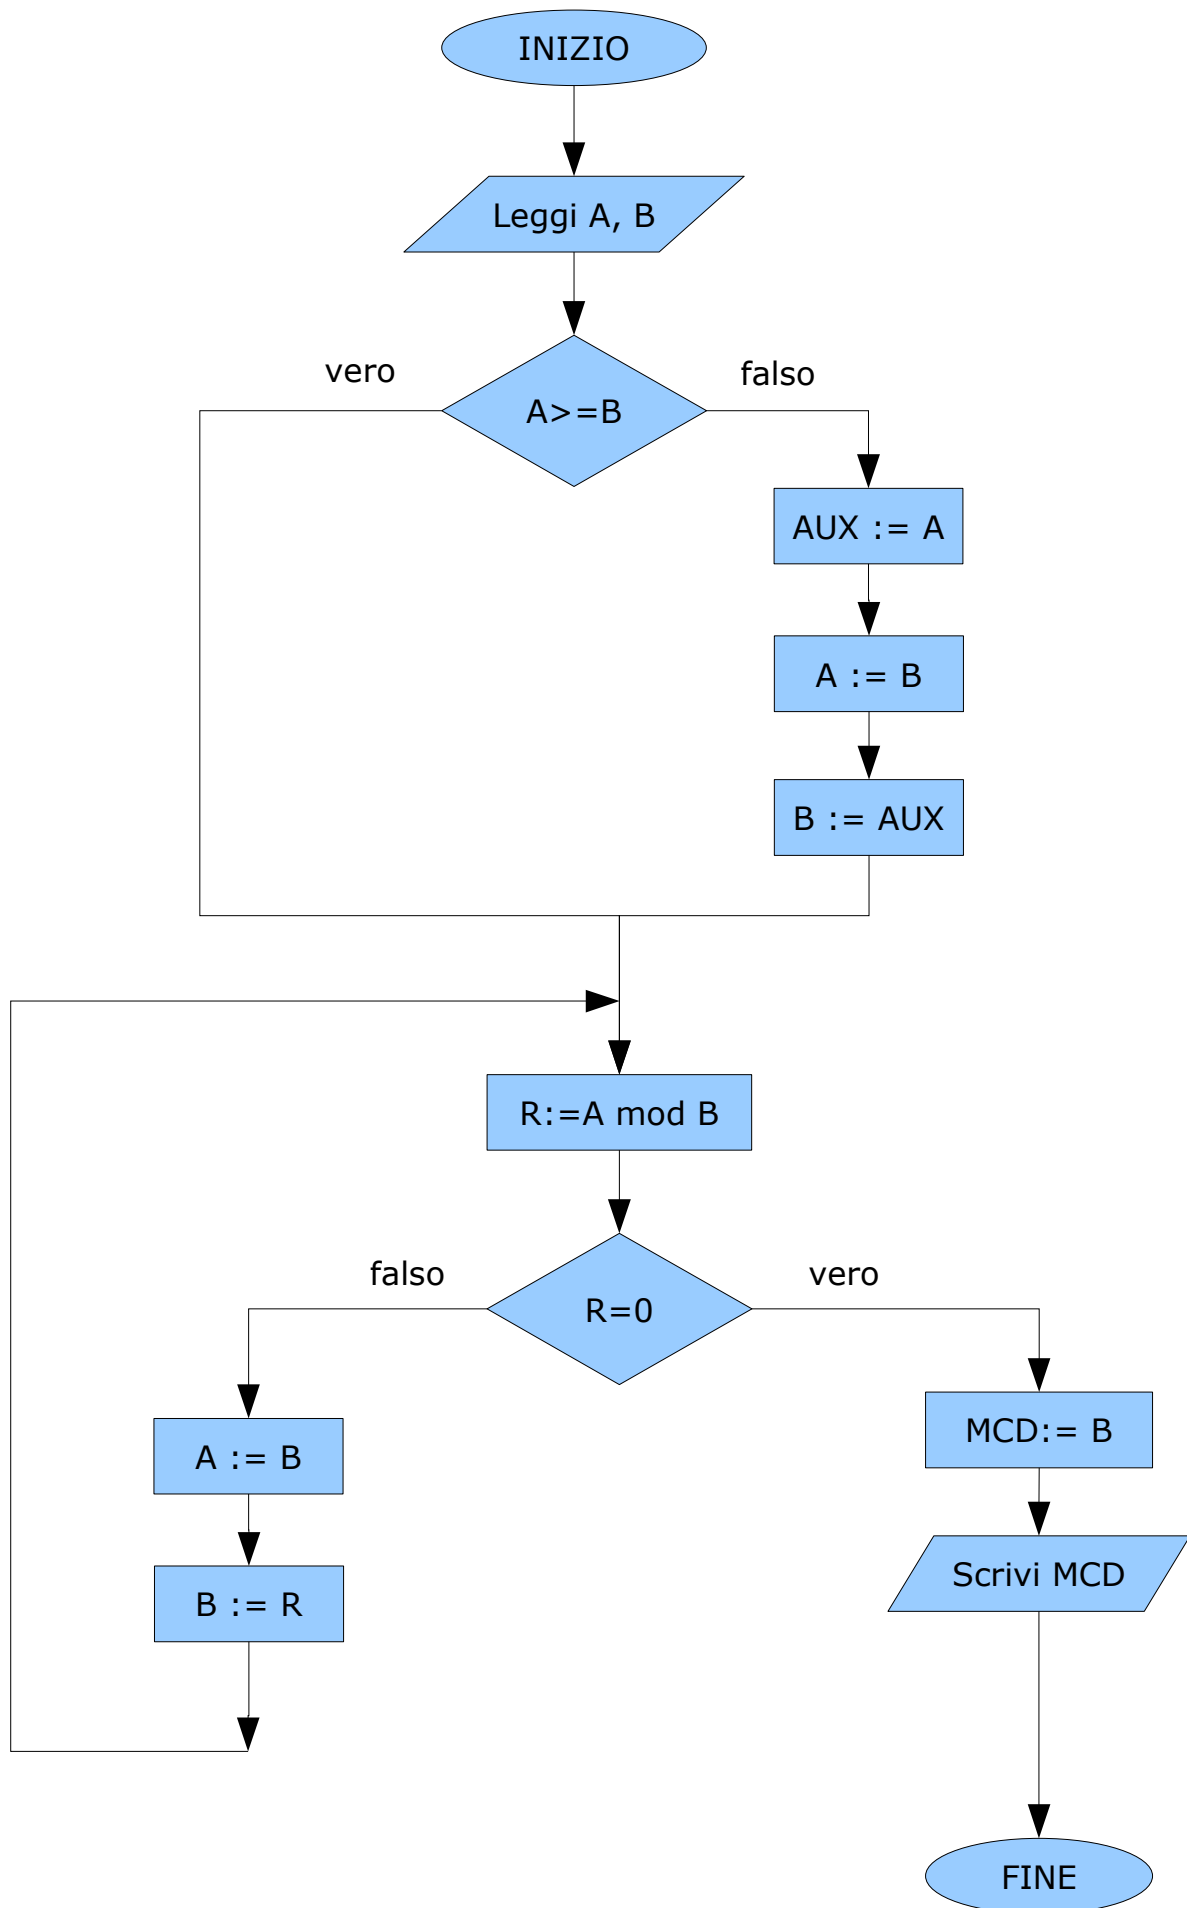 INIZIO
Leggi A, B
vero
falso
A>=B
AUX := A
A := B
B := AUX
R:=A mod B
falso
vero
R=0
A := B
MCD:= B
B := R
Scrivi MCD
FINE